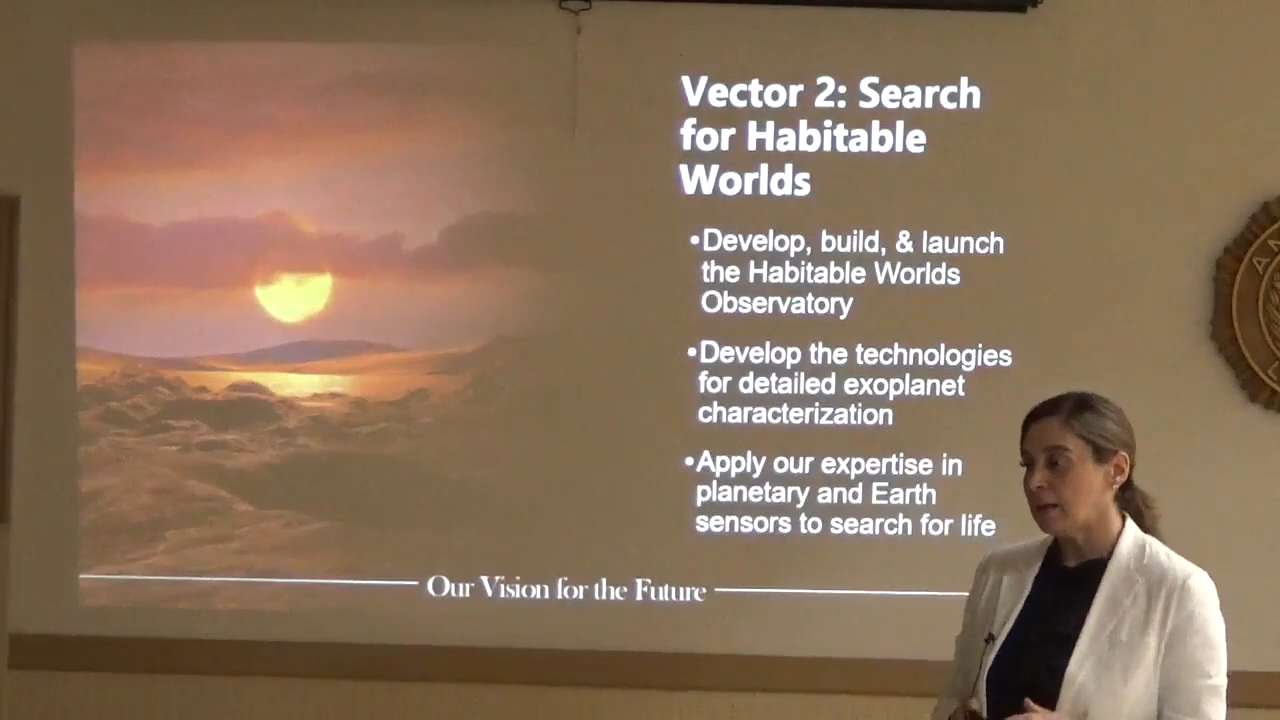 Vector 2: Search
for Habitable
Worlds
•Develop, build, & launch
the Habitable Worlds
Observatory
•Develop the technologies
for detailed exoplanet
characterization
•Apply our expertise in
planetary and Earth
sensors to search for life
Our Vision for the Future